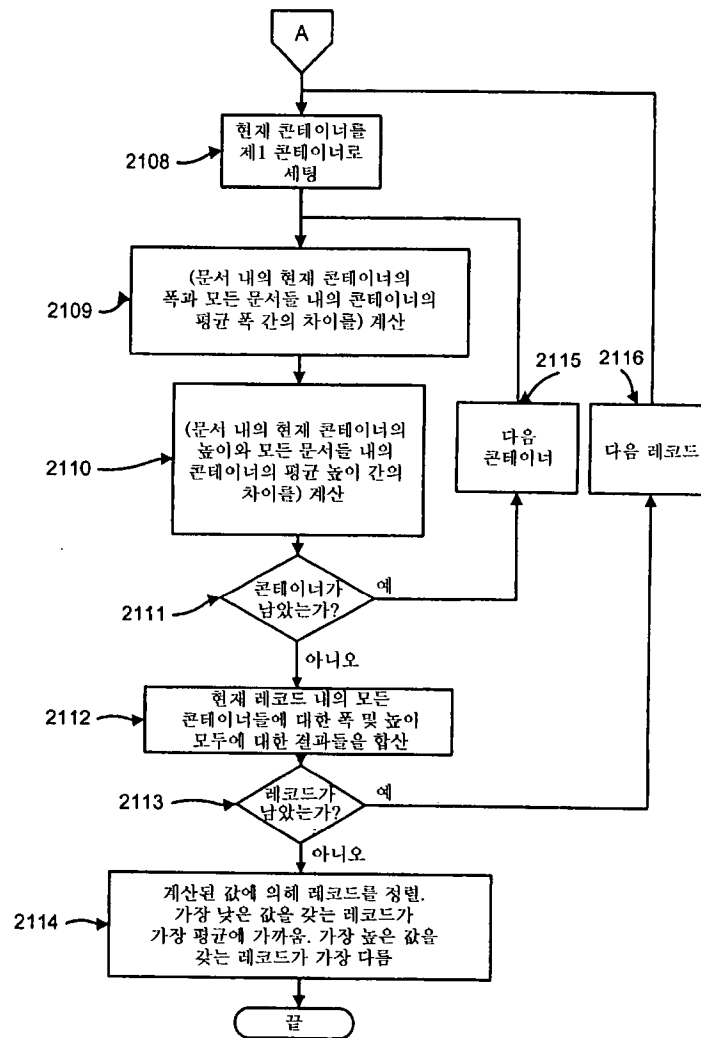 A
현재 콘테이너를
제1 콘테이너로
세팅
2108
(문서 내의 현재 콘테이너의
폭과 모든 문서들 내의 콘테이너의
평균 폭 간의 차이를) 계산
2109
2115
2116
다음
콘테이너
다음 레코드
(문서 내의 현재 콘테이너의
높이와 모든 문서들 내의
콘테이너의 평균 높이 간의
차이를) 계산
2110
콘테이너가
남았는가?
예
2111
아니오
현재 레코드 내의 모든
콘테이너들에 대한 폭 및 높이
모두에 대한 결과들을 합산
2112
레코드가
남았는가?
예
2113
아니오
계산된 값에 의해 레코드를 정렬.
가장 낮은 값을 갖는 레코드가
가장 평균에 가까움. 가장 높은 값을
갖는 레코드가 가장 다름
2114
끝